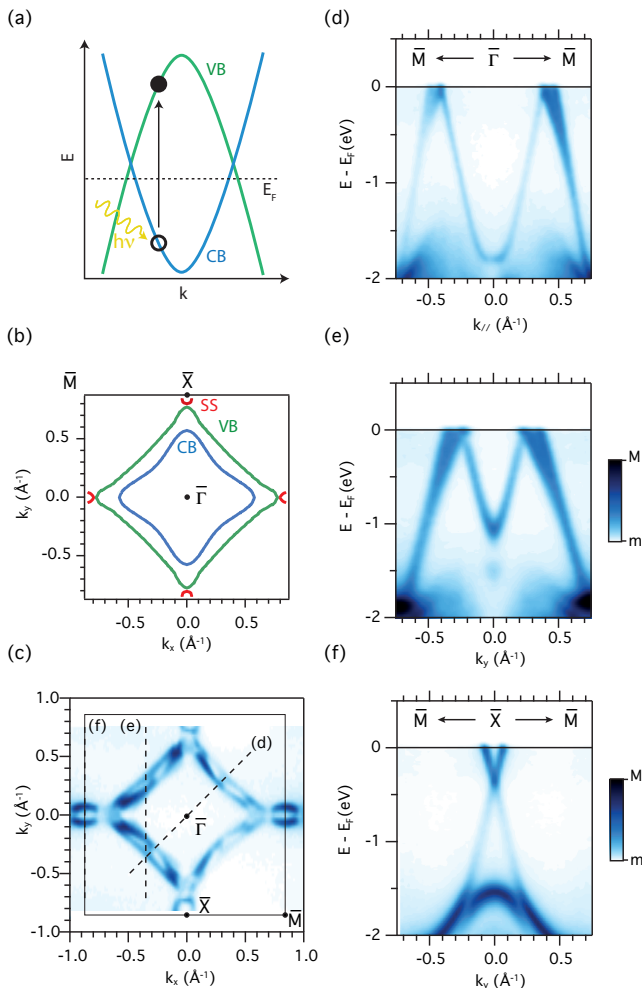 (a)
VB
E
E_F
hν
CB
k
(b)
M̅
X̅
SS
VB
CB
0.5
0.0
-0.5
Γ̅
k_y (Å⁻¹)
-0.5
0.0
0.5
k_x (Å⁻¹)
(c)
1.0
0.5
0.0
-0.5
-1.0
(f)
(e)
(d)
Γ̅
X̅
M̅
k_y (Å⁻¹)
-1.0
-0.5
0.0
0.5
1.0
k_x (Å⁻¹)
(d)
M̅ ← Γ̅ → M̅
0
-1
-2
E - E_F (eV)
-0.5
0.0
0.5
k_// (Å⁻¹)
(e)
0
-1
-2
E - E_F (eV)
-0.5
0.0
0.5
k_y (Å⁻¹)
M
m
(f)
M̅ ← X̅ → M̅
0
-1
-2
E - E_F (eV)
-0.5
0.0
0.5
k_y (Å⁻¹)
M
m